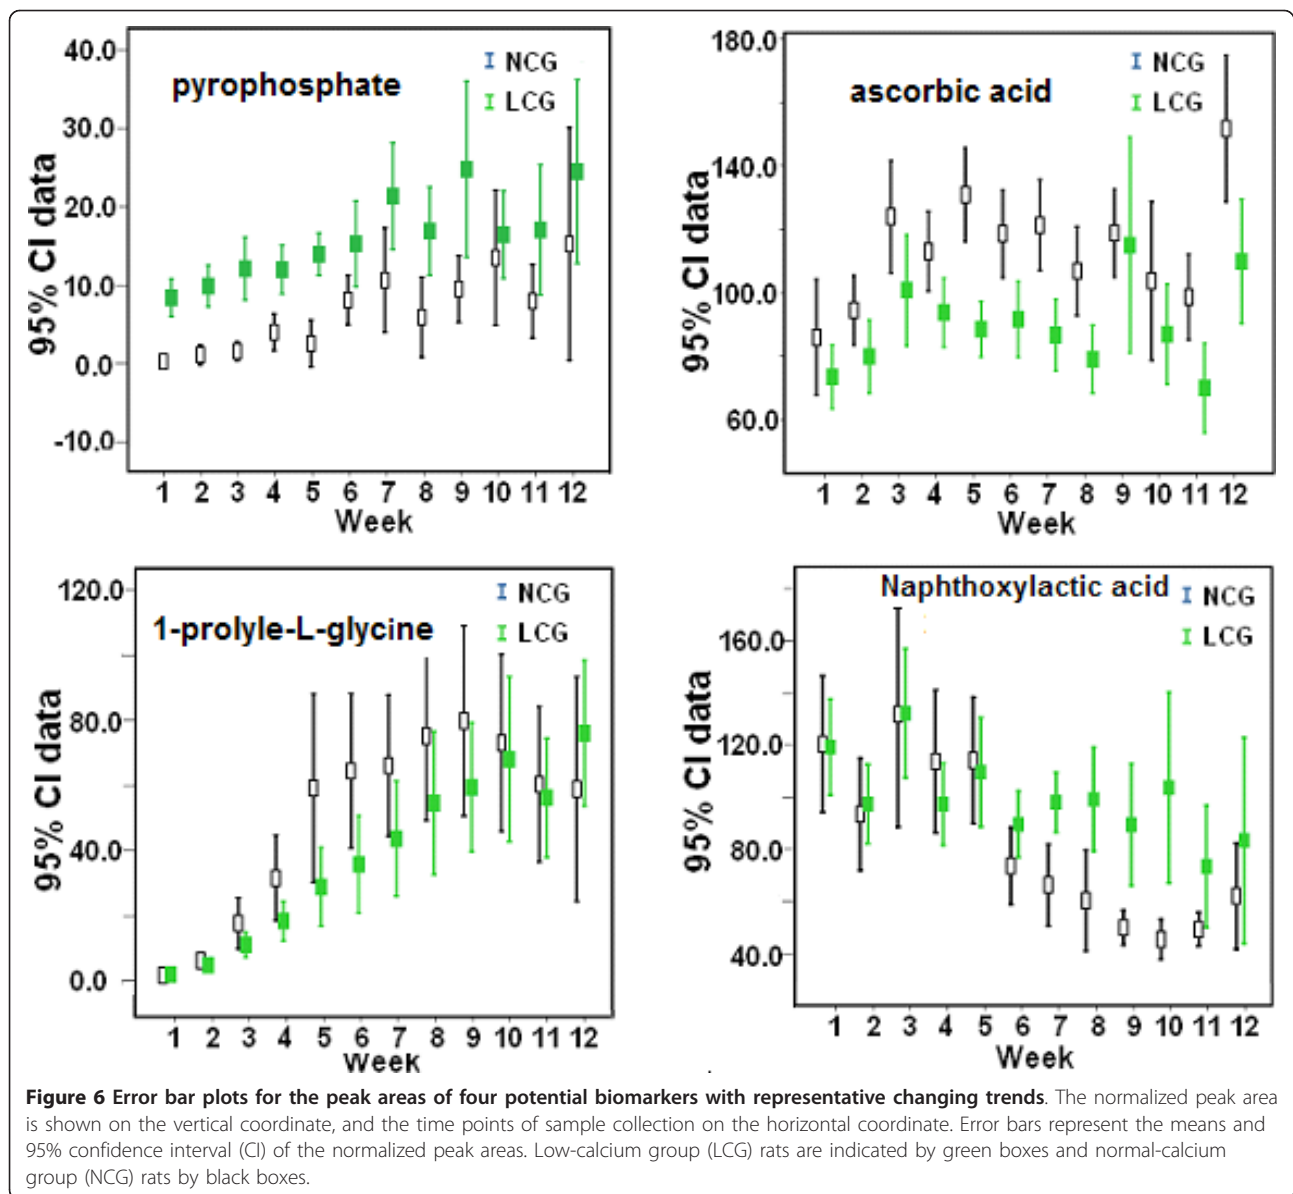 40.0
30.0
20.0
10.0
0.0
-10.0
95% CI data
pyrophosphate
NCG
LCG
1 2 3 4 5 6 7 8 9 10 11 12
Week
180.0
140.0
100.0
60.0
95% CI data
ascorbic acid
NCG
LCG
1 2 3 4 5 6 7 8 9 10 11 12
Week
120.0
80.0
40.0
0.0
95% CI data
1-prolyle-L-glycine
NCG
LCG
1 2 3 4 5 6 7 8 9 10 11 12
Week
160.0
120.0
80.0
40.0
95% CI data
Naphthoxylactic acid
NCG
LCG
1 2 3 4 5 6 7 8 9 10 11 12
Week
Figure 6 Error bar plots for the peak areas of four potential biomarkers with representative changing trends. The normalized peak area
is shown on the vertical coordinate, and the time points of sample collection on the horizontal coordinate. Error bars represent the means and
95% confidence interval (CI) of the normalized peak areas. Low-calcium group (LCG) rats are indicated by green boxes and normal-calcium
group (NCG) rats by black boxes.